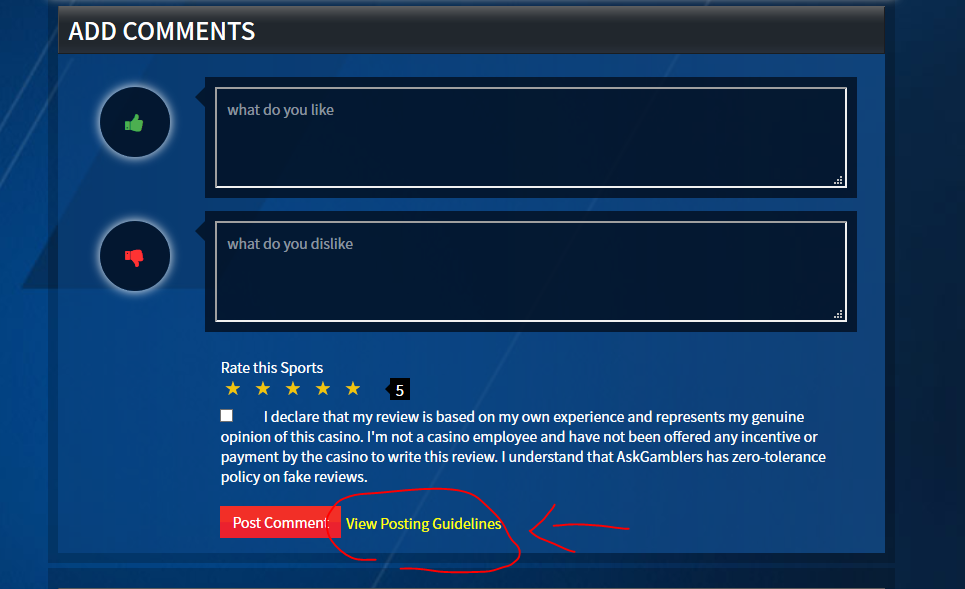 ADD COMMENTS
what do you like
what do you dislike
Rate this Sports
5
I declare that my review is based on my own experience and represents my genuine
opinion of this casino. I'm not a casino employee and have not been offered any incentive or
payment by the casino to write this review. I understand that AskGamblers has zero-tolerance
policy on fake reviews.
Post Comment View Posting Guidelines